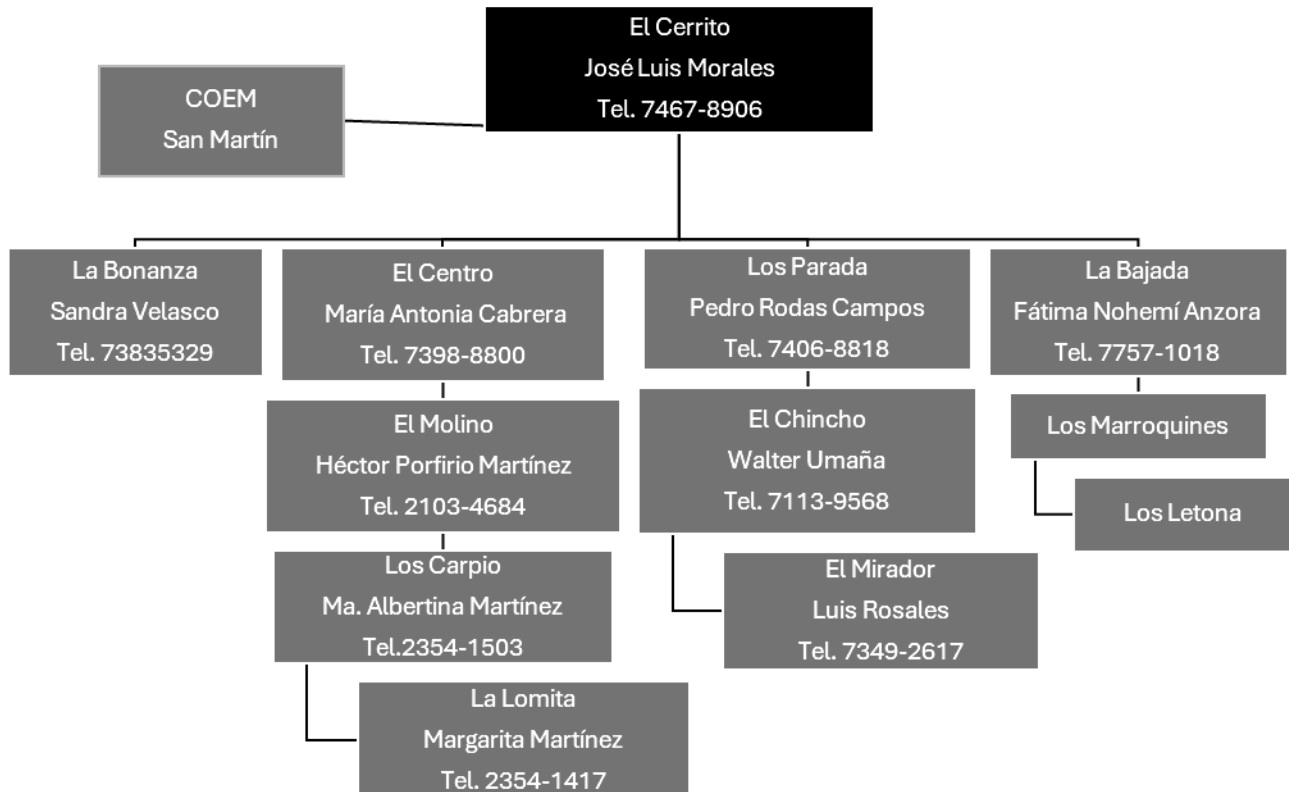 El Cerrito
José Luis Morales
Tel. 7467-8906
COEM
San Martín
La Bonanza
Sandra Velasco
Tel. 73835329
El Centro
María Antonia Cabrera
Tel. 7398-8800
Los Parada
Pedro Rodas Campos
Tel. 7406-8818
La Bajada
Fátima Nohemí Anzora
Tel. 7757-1018
El Molino
Héctor Porfirio Martínez
Tel. 2103-4684
El Chincho
Walter Umaña
Tel. 7113-9568
Los Marroquines
Los Letona
Los Carpio
Ma. Albertina Martínez
Tel.2354-1503
El Mirador
Luis Rosales
Tel. 7349-2617
La Lomita
Margarita Martínez
Tel. 2354-1417